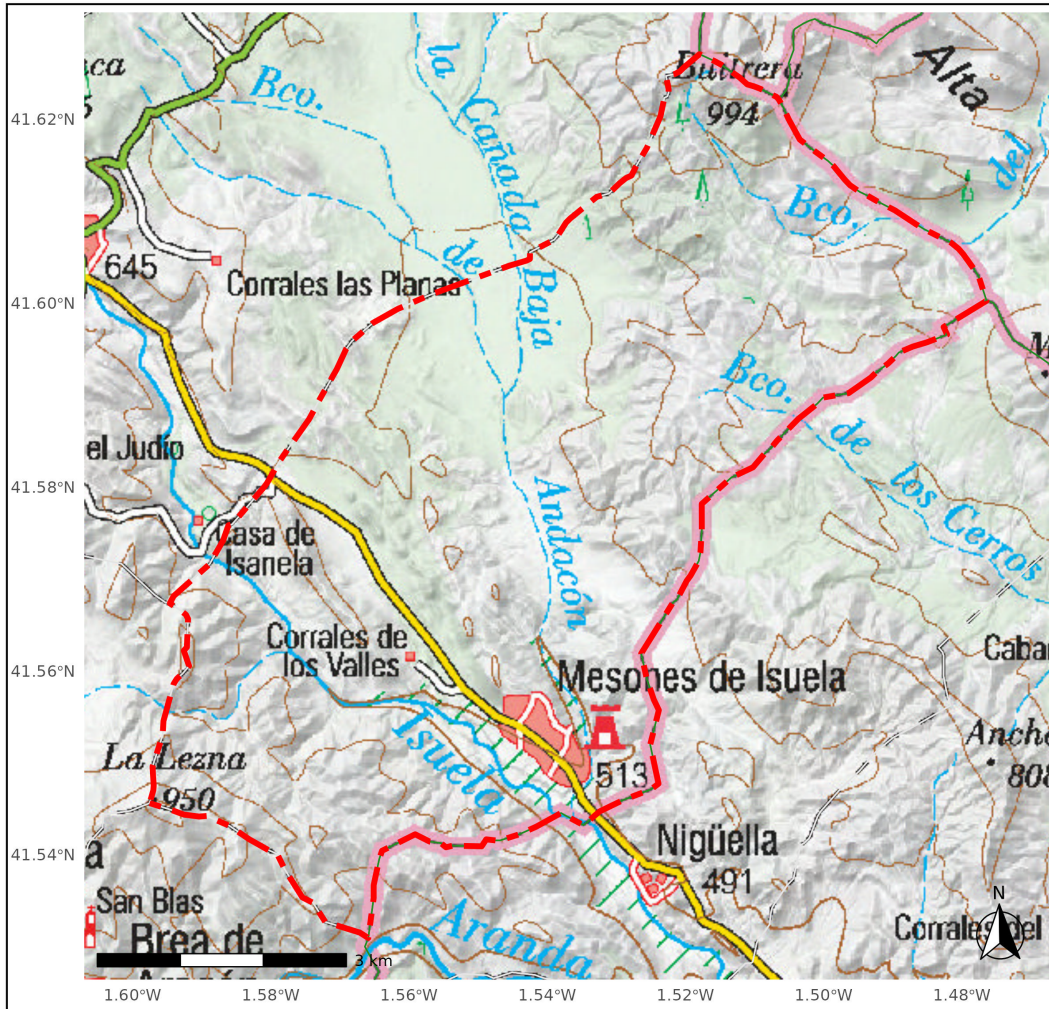 la
Cañada
Baja
Buitrera
994
Alta
Bco.
de
Andacón
Bco.
del
645
Corrales las Planas
Bco.
de
los Cerros
el Judío
Casa de
Isanela
Corrales de
los Valles
Mesones de Isuela
513
Isuela
La Lezna
950
808
Nigüella
491
San Blas
Brea de
Aranda
Corrales del
3 km
N
41.62°N
41.60°N
41.58°N
41.56°N
41.54°N
1.60°W
1.58°W
1.56°W
1.54°W
1.52°W
1.50°W
1.48°W